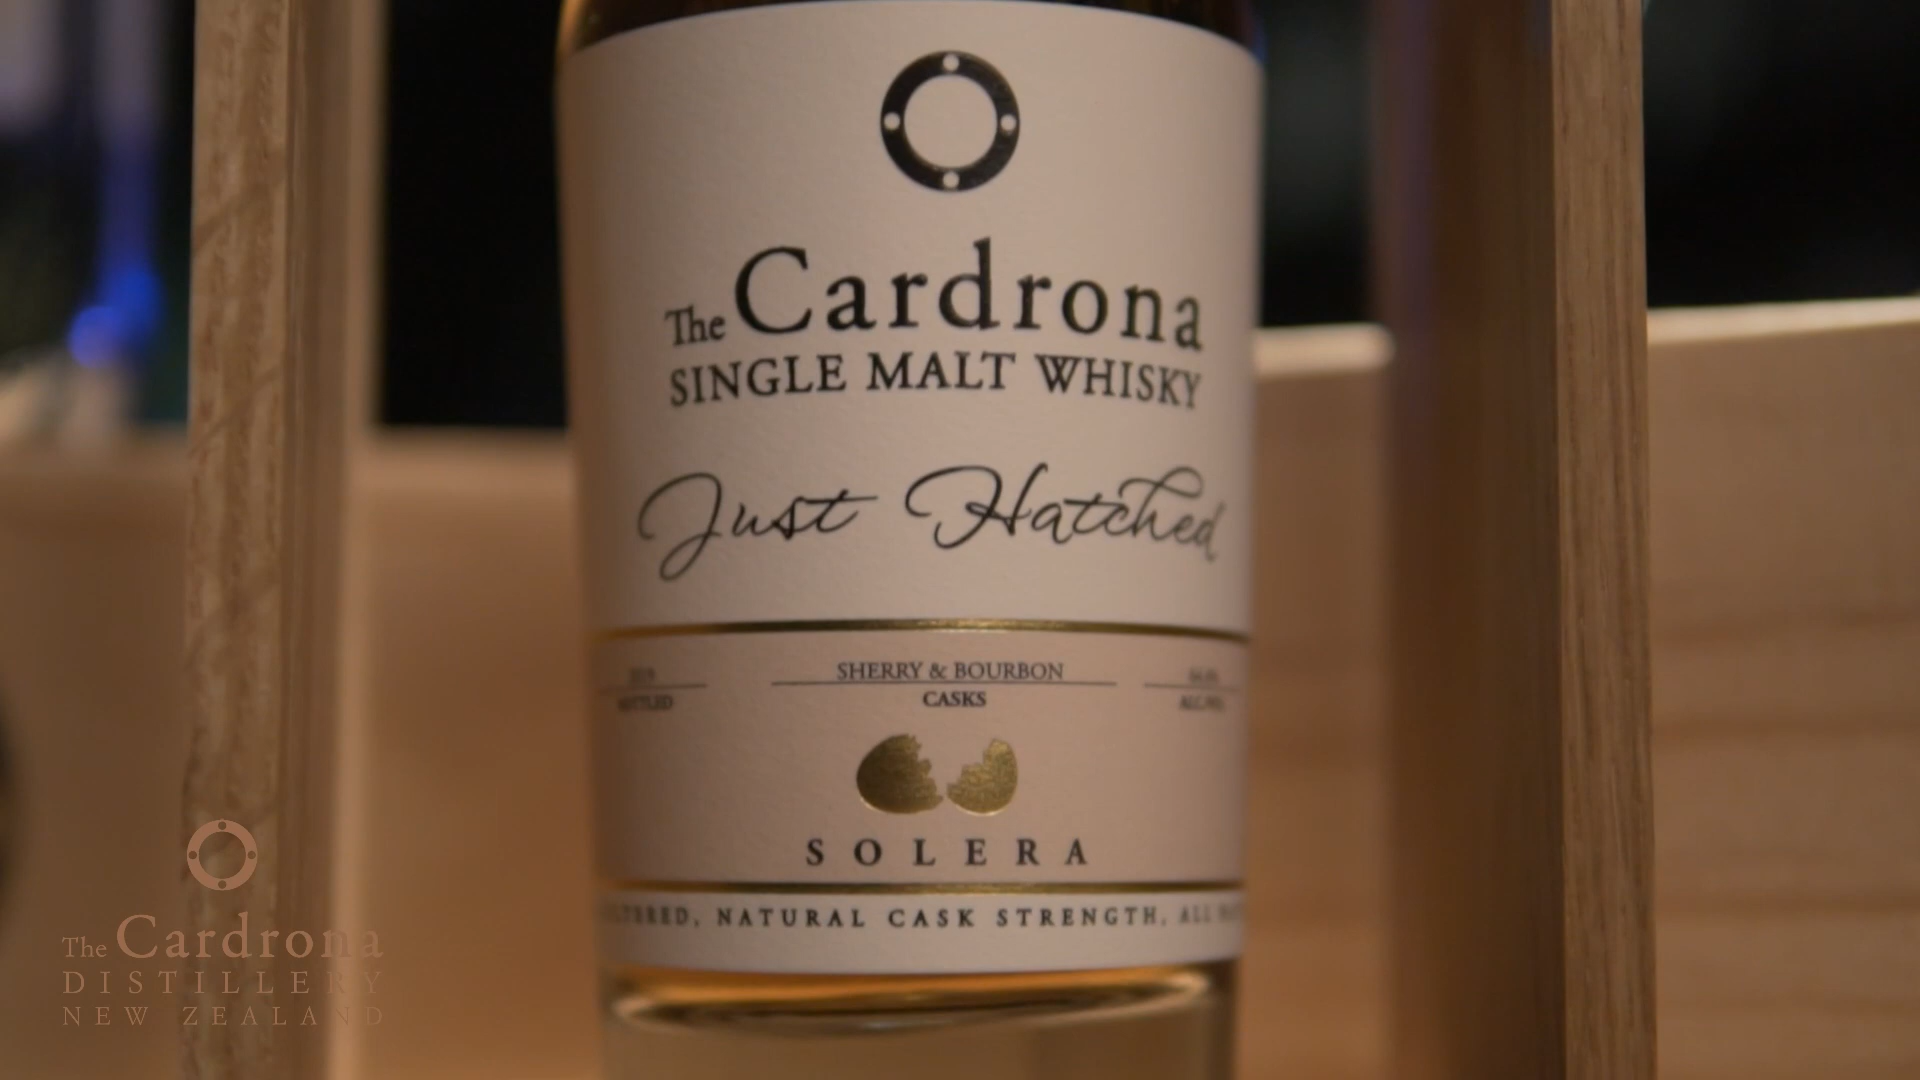 The Cardrona
SINGLE MALT WHISKY
Just Hatched
SHERRY & BOURBON
CASKS
SOLERA
NATURAL CASK STRENGTH, ALL
The Cardrona
DISTILLERY
NEW ZEALAND